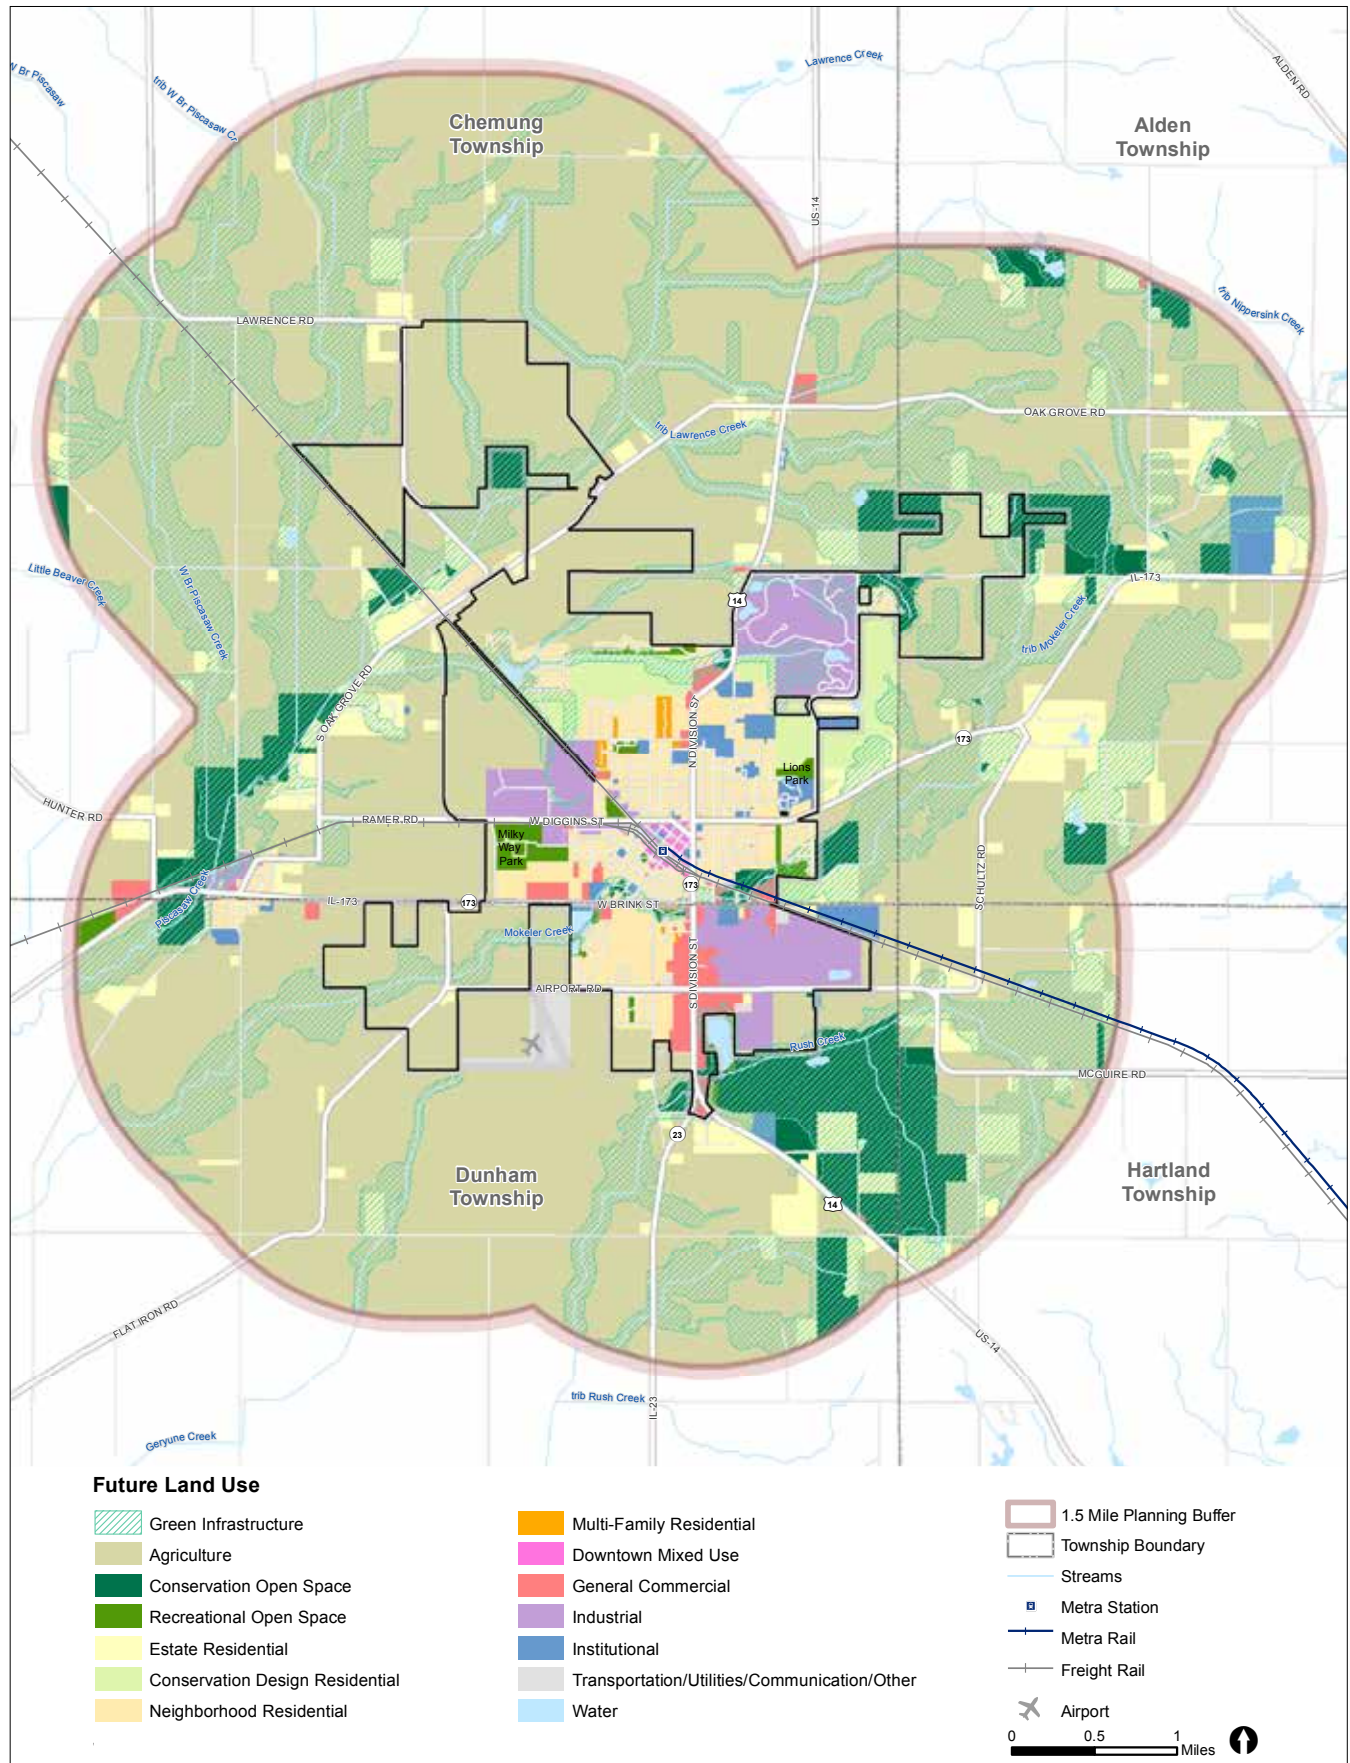 W Br Piscasaw
trib W Br Piscasaw Cr
Lawrence Creek
ALDEN RD
Chemung
Township
Alden
Township
US-14
trib Nippersink Creek
LAWRENCE RD
OAK GROVE RD
trib Lawrence Creek
Little Beaver Creek
W Br Piscasaw Creek
IL-173
14
trib Mokeler Creek
S OAK GROVE RD
N DIVISION ST
173
Lions
Park
HUNTER RD
RAMER RD
W DIGGINS ST
Milky
Way
Park
SCHULTZ RD
Piscasaw Creek
IL-173
173
173
W BRINK ST
Mokeler Creek
S DIVISION ST
AIRPORT RD
Rush Creek
MCGUIRE RD
23
Dunham
Township
Hartland
Township
14
FLAT IRON RD
US-14
trib Rush Creek
IL-23
Geryune Creek
Future Land Use
Green Infrastructure
Agriculture
Conservation Open Space
Recreational Open Space
Estate Residential
Conservation Design Residential
Neighborhood Residential
Multi-Family Residential
Downtown Mixed Use
General Commercial
Industrial
Institutional
Transportation/Utilities/Communication/Other
Water
1.5 Mile Planning Buffer
Township Boundary
Streams
Metra Station
Metra Rail
Freight Rail
Airport
0 0.5 1
Miles